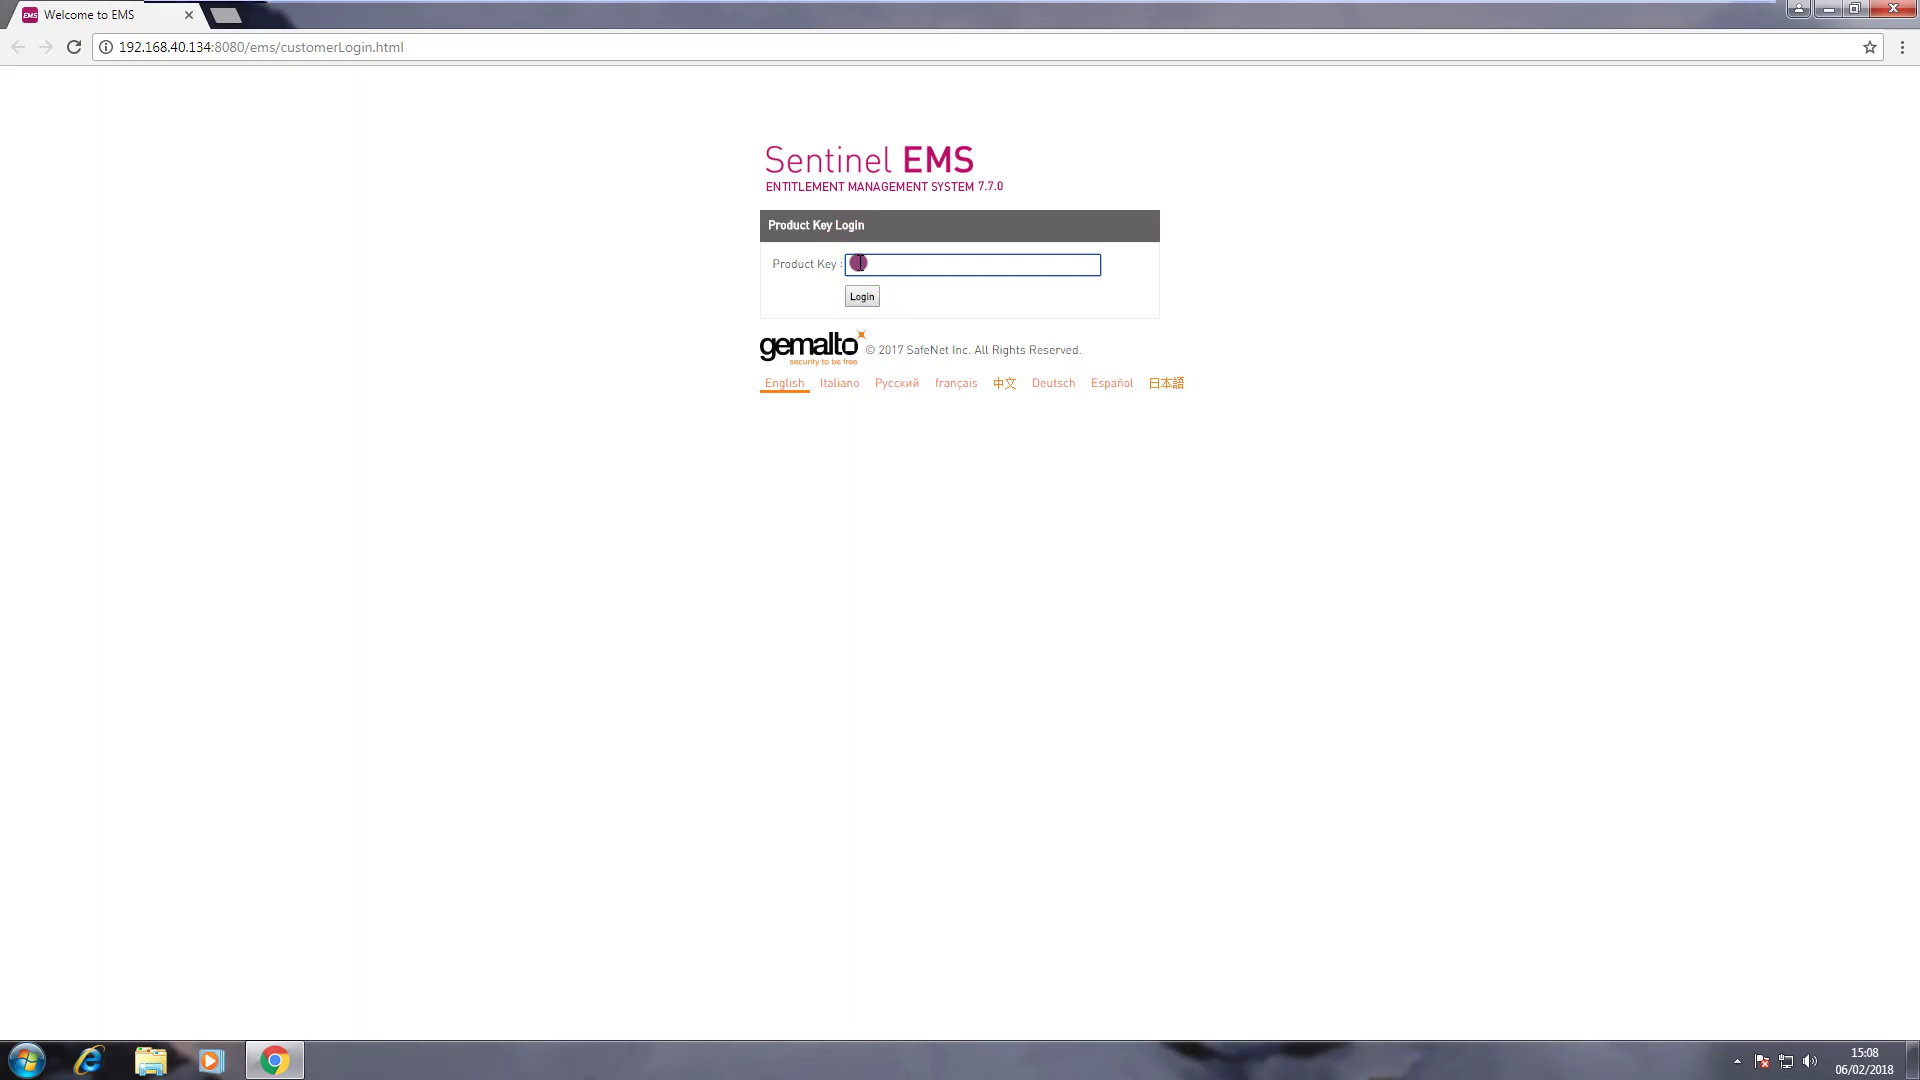 EMS Welcome to EMS
192.168.40.134:8080/ems/customerLogin.html
Sentinel EMS
ENTITLEMENT MANAGEMENT SYSTEM 7.7.0
Product Key Login
Product Key :
Login
gemalto
security to be free
© 2017 SafeNet Inc. All Rights Reserved.
English Italiano Русский français 中文 Deutsch Español 日本語
15:08
06/02/2018